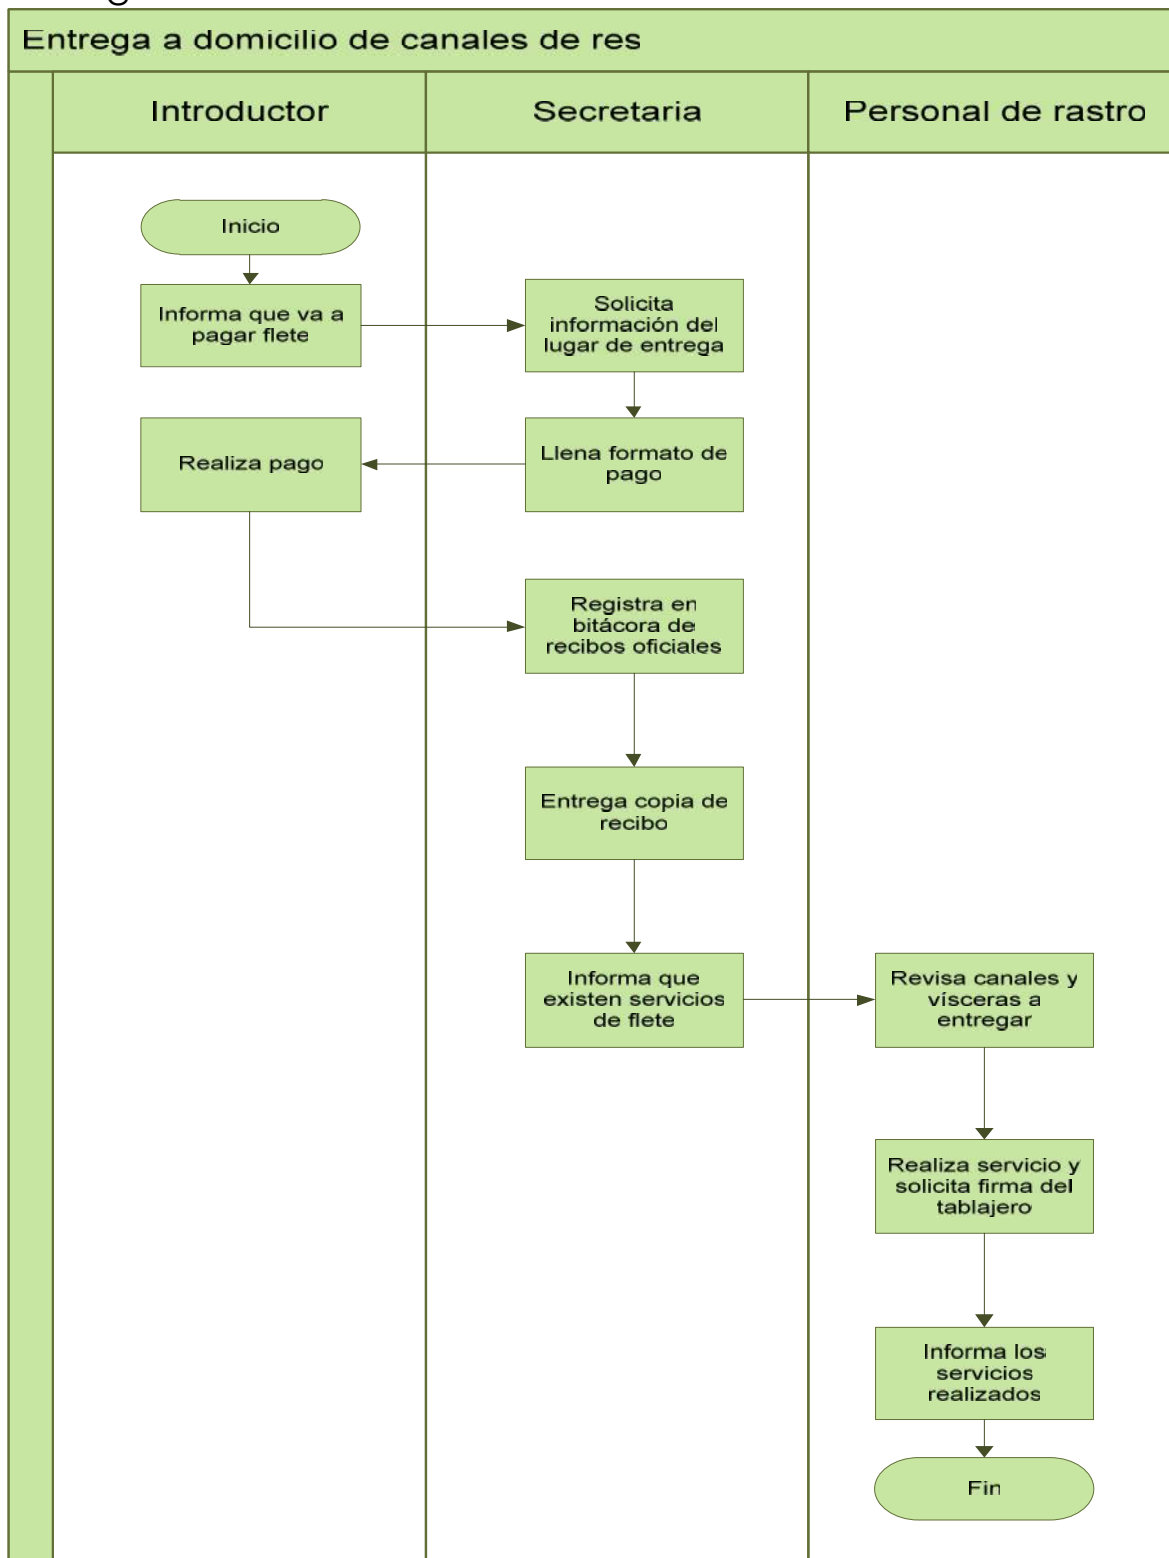 Entrega a domicilio de canales de res
Introductor
Secretaria
Personal de rastro
Inicio
Informa que va a
pagar flete
Solicita
información del
lugar de entrega
Realiza pago
Llena formato de
pago
Registra en
bitácora de
recibos oficiales
Entrega copia de
recibo
Informa que
existen servicios
de flete
Revisa canales y
vísceras a
entregar
Realiza servicio y
solicita firma del
tablajero
Informa los
servicios
realizados
Fin